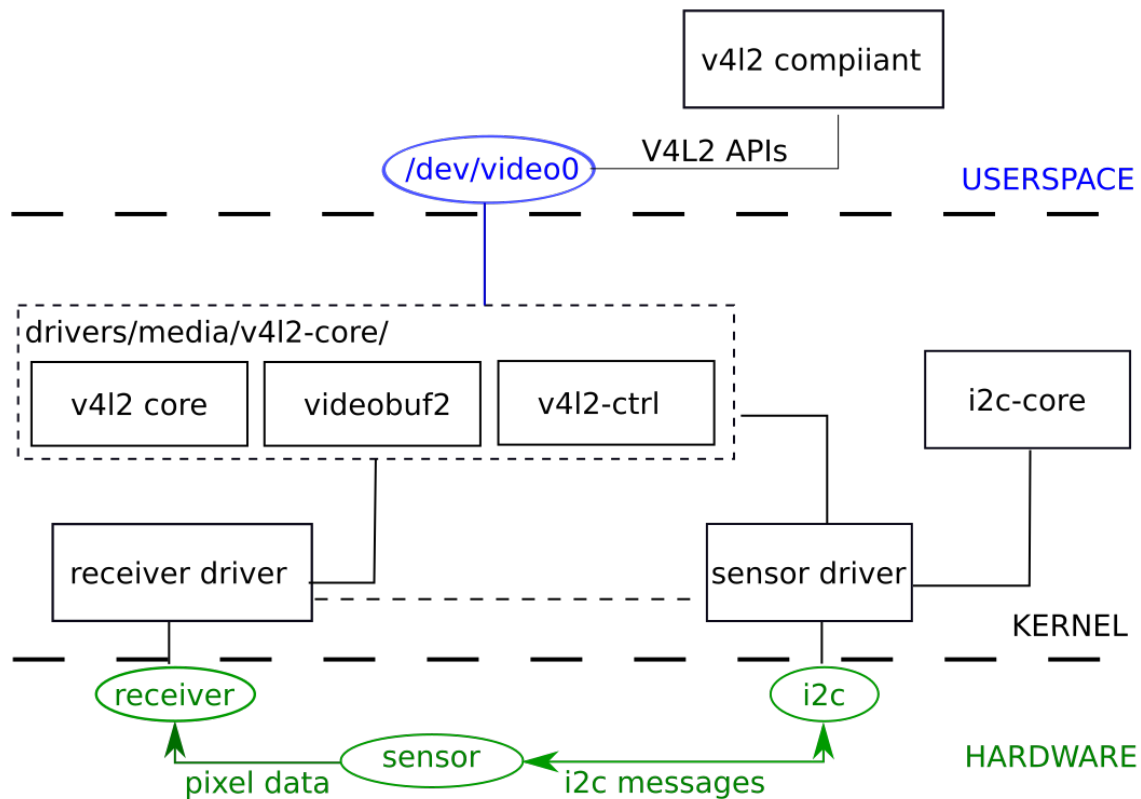 v4l2 compiiant
V4L2 APIs
/dev/video0
USERSPACE
drivers/media/v4l2-core/
v4l2 core
videobuf2
v4l2-ctrl
i2c-core
receiver driver
sensor driver
KERNEL
receiver
i2c
sensor
HARDWARE
pixel data
i2c messages